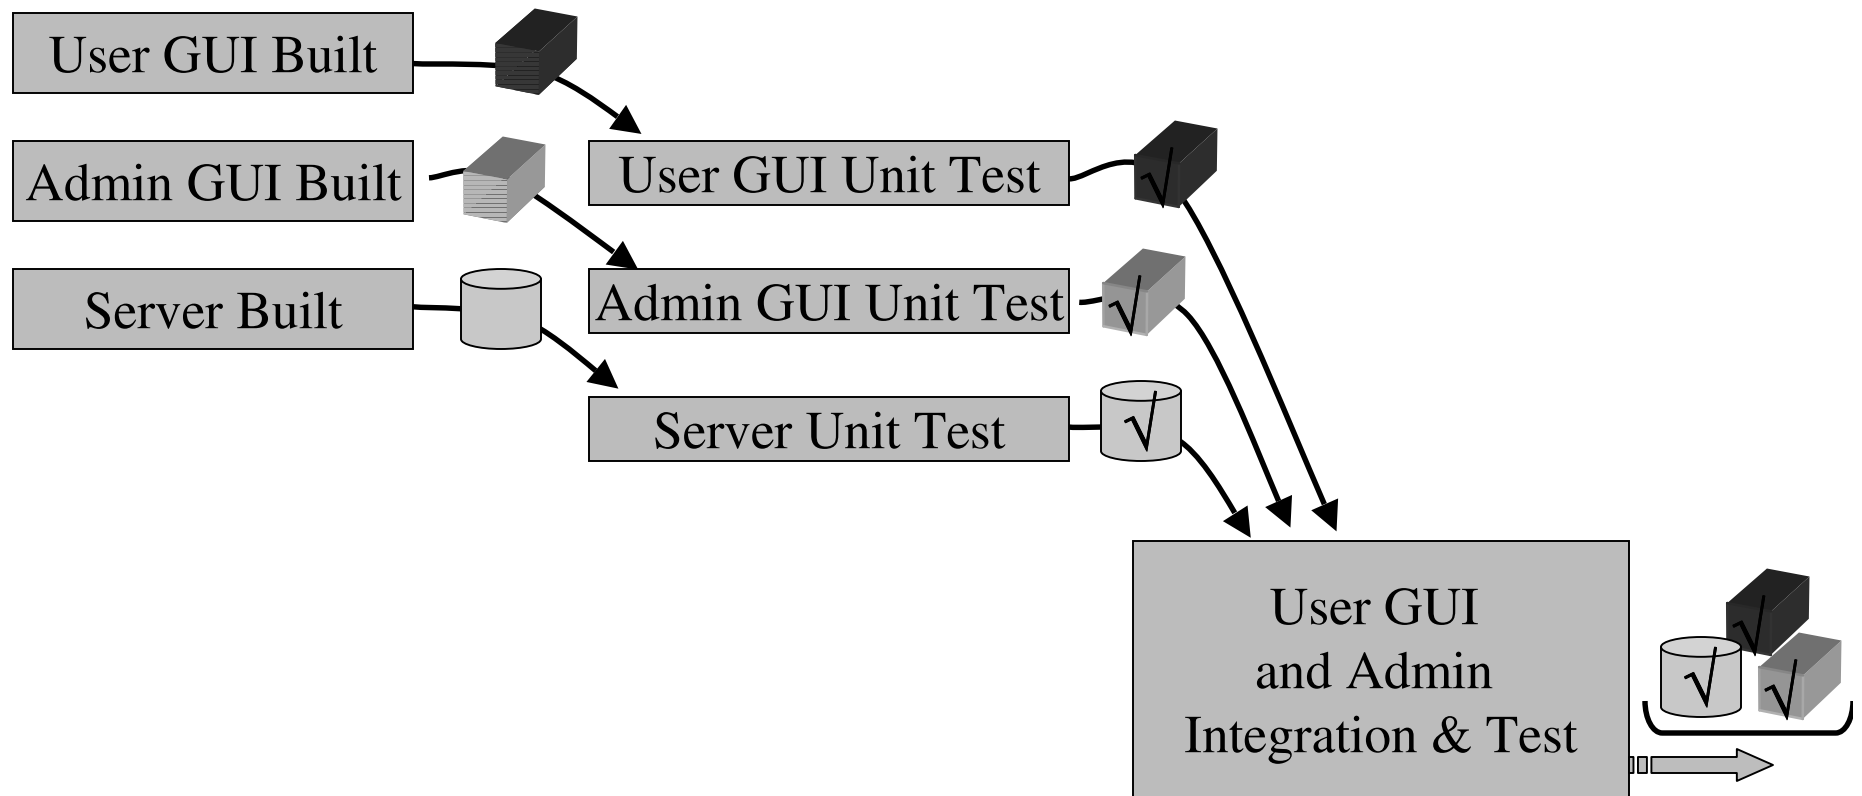 User GUI Built
Admin GUI Built
User GUI Unit Test
Server Built
Admin GUI Unit Test
Server Unit Test
User GUI
and Admin
Integration & Test